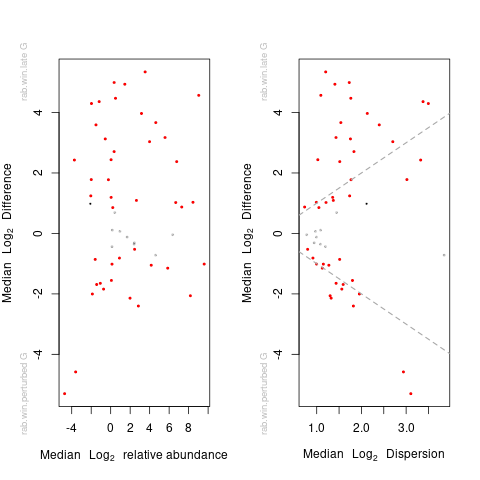 rab.win.late G
rab.win.late G
Median Log2 Difference
Median Log2 Difference
4
2
0
-2
-4
4
2
0
-2
-4
rab.win.perturbed G
rab.win.perturbed G
-4
0
2
4
6
8
1.0
2.0
3.0
Median Log2 relative abundance
Median Log2 Dispersion